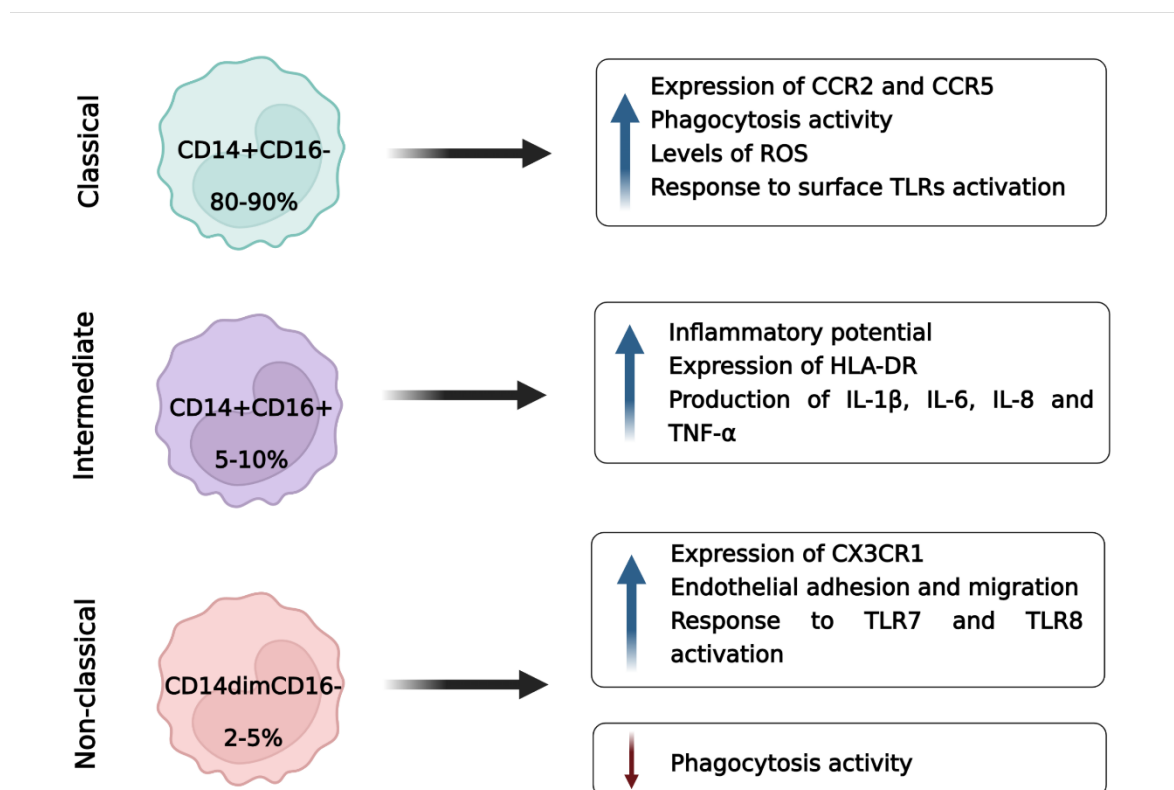 Classical
CD14+CD16-
80-90%
Expression of CCR2 and CCR5
Phagocytosis activity
Levels of ROS
Response to surface TLRs activation
Intermediate
CD14+CD16+
5-10%
Inflammatory potential
Expression of HLA-DR
Production of IL-1β, IL-6, IL-8 and
TNF-α
Non-classical
CD14dimCD16-
2-5%
Expression of CX3CR1
Endothelial adhesion and migration
Response to TLR7 and TLR8
activation
Phagocytosis activity